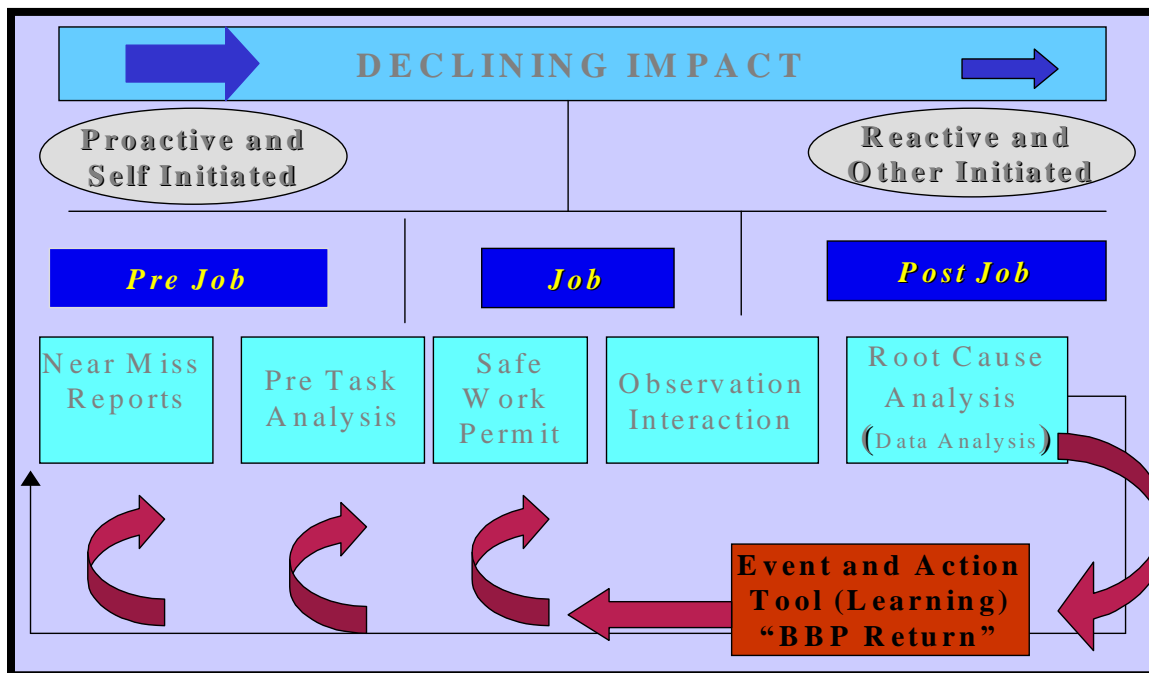 DECLINING IMPACT
Proactive and
Self Initiated
Reactive and
Other Initiated
Pre Job
Job
Post Job
Near Miss
Reports
Pre Task
Analysis
Safe
Work
Permit
Observation
Interaction
Root Cause
Analysis
(Data Analysis)
Event and Action
Tool (Learning)
“BBP Return”